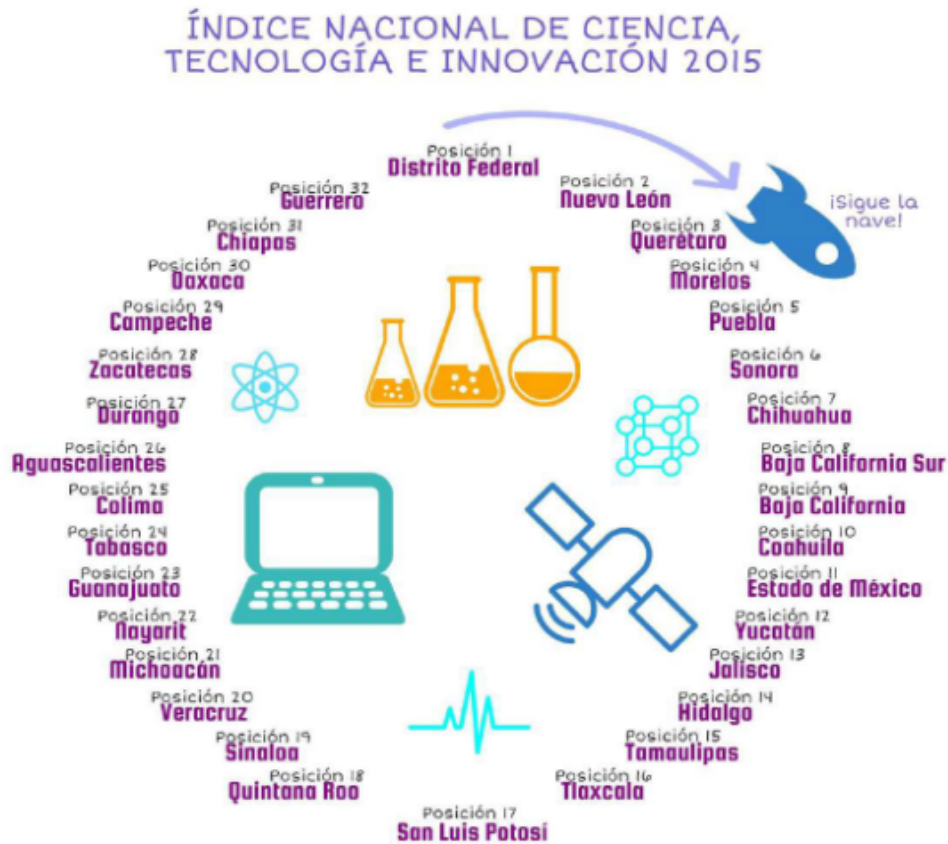 ÍNDICE NACIONAL DE CIENCIA,
TECNOLOGÍA E INNOVACIÓN 2015
Posición 1
Distrito Federal
Posición 2
Nuevo León
¡Sigue la
nave!
Posición 3
Querétaro
Posición 4
Morelos
Posición 5
Puebla
Posición 6
Sonora
Posición 7
Chihuahua
Posición 8
Baja California Sur
Posición 9
Baja California
Posición 10
Coahuila
Posición 11
Estado de México
Posición 12
Yucatán
Posición 13
Jalisco
Posición 14
Hidalgo
Posición 15
Tamaulipas
Posición 16
Tlaxcala
Posición 17
San Luis Potosí
Posición 18
Quintana Roo
Posición 19
Sinaloa
Posición 20
Veracruz
Posición 21
Michoacán
Posición 22
Nayarit
Posición 23
Guanajuato
Posición 24
Tabasco
Posición 25
Colima
Posición 26
Aguascalientes
Posición 27
Durango
Posición 28
Zacatecas
Posición 29
Campeche
Posición 30
Oaxaca
Posición 31
Chiapas
Posición 32
Guerrero